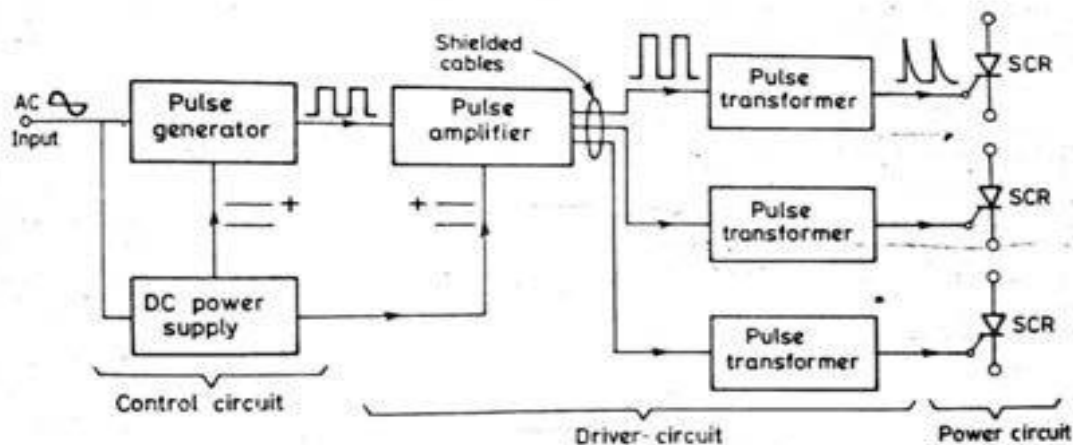 Shielded
cables
AC
Input
Pulse
generator
Pulse
amplifier
Pulse
transformer
SCR
+
+
Pulse
transformer
SCR
DC power
supply
Pulse
transformer
SCR
Control circuit
Driver-circuit
Power circuit